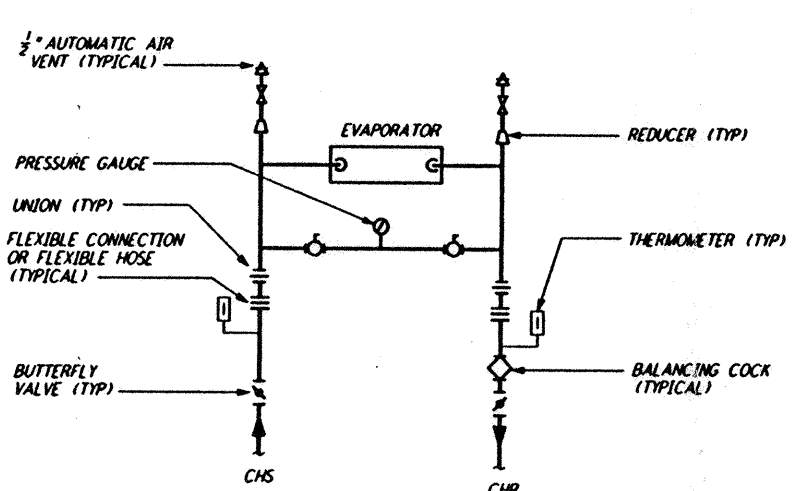 1/2" AUTOMATIC AIR
VENT (TYPICAL)
EVAPORATOR
REDUCER (TYP)
PRESSURE GAUGE
UNION (TYP)
FLEXIBLE CONNECTION
OR FLEXIBLE HOSE
(TYPICAL)
THERMOMETER (TYP)
BUTTERFLY
VALVE (TYP)
BALANCING COCK
(TYPICAL)
CHS
CHR